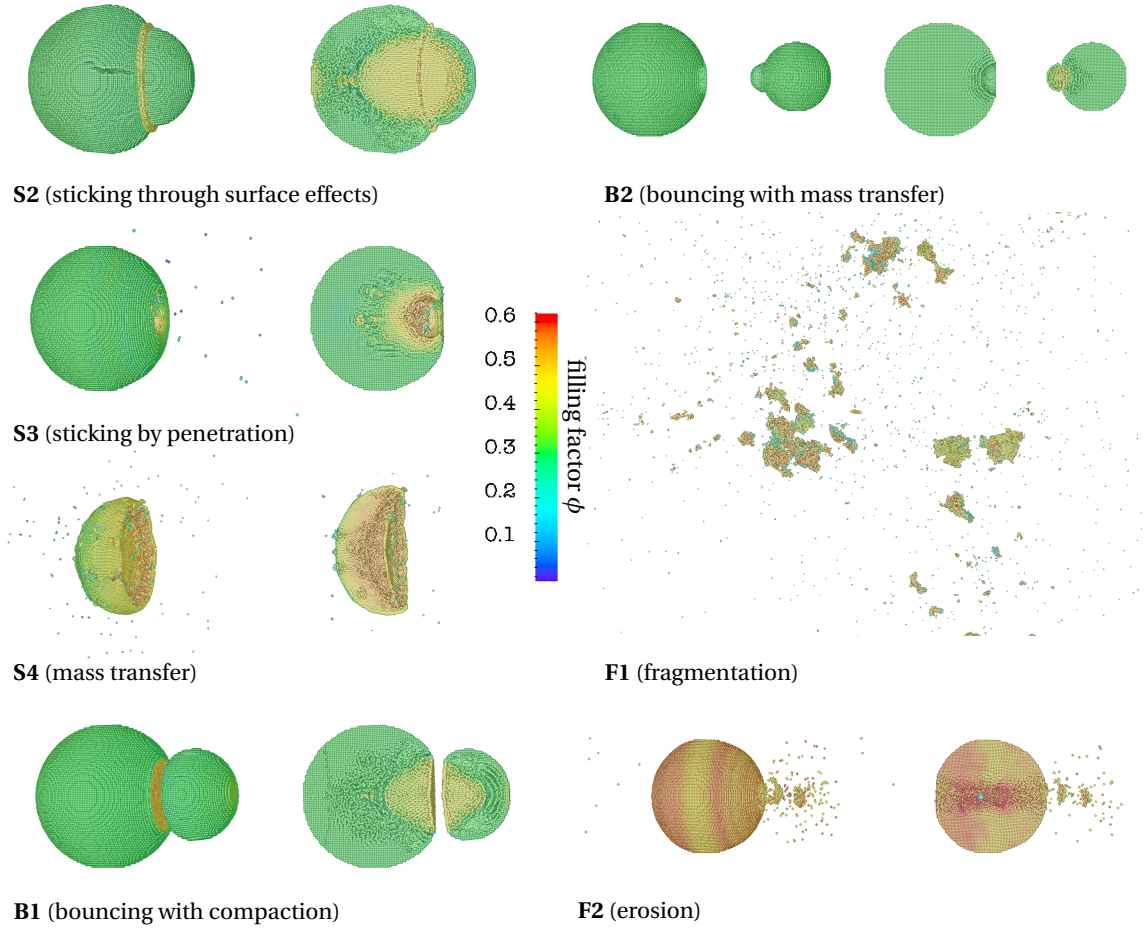 S2 (sticking through surface effects)
B2 (bouncing with mass transfer)
S3 (sticking by penetration)
0.6
0.5
0.4
0.3
0.2
0.1
filling factor ϕ
S4 (mass transfer)
F1 (fragmentation)
B1 (bouncing with compaction)
F2 (erosion)